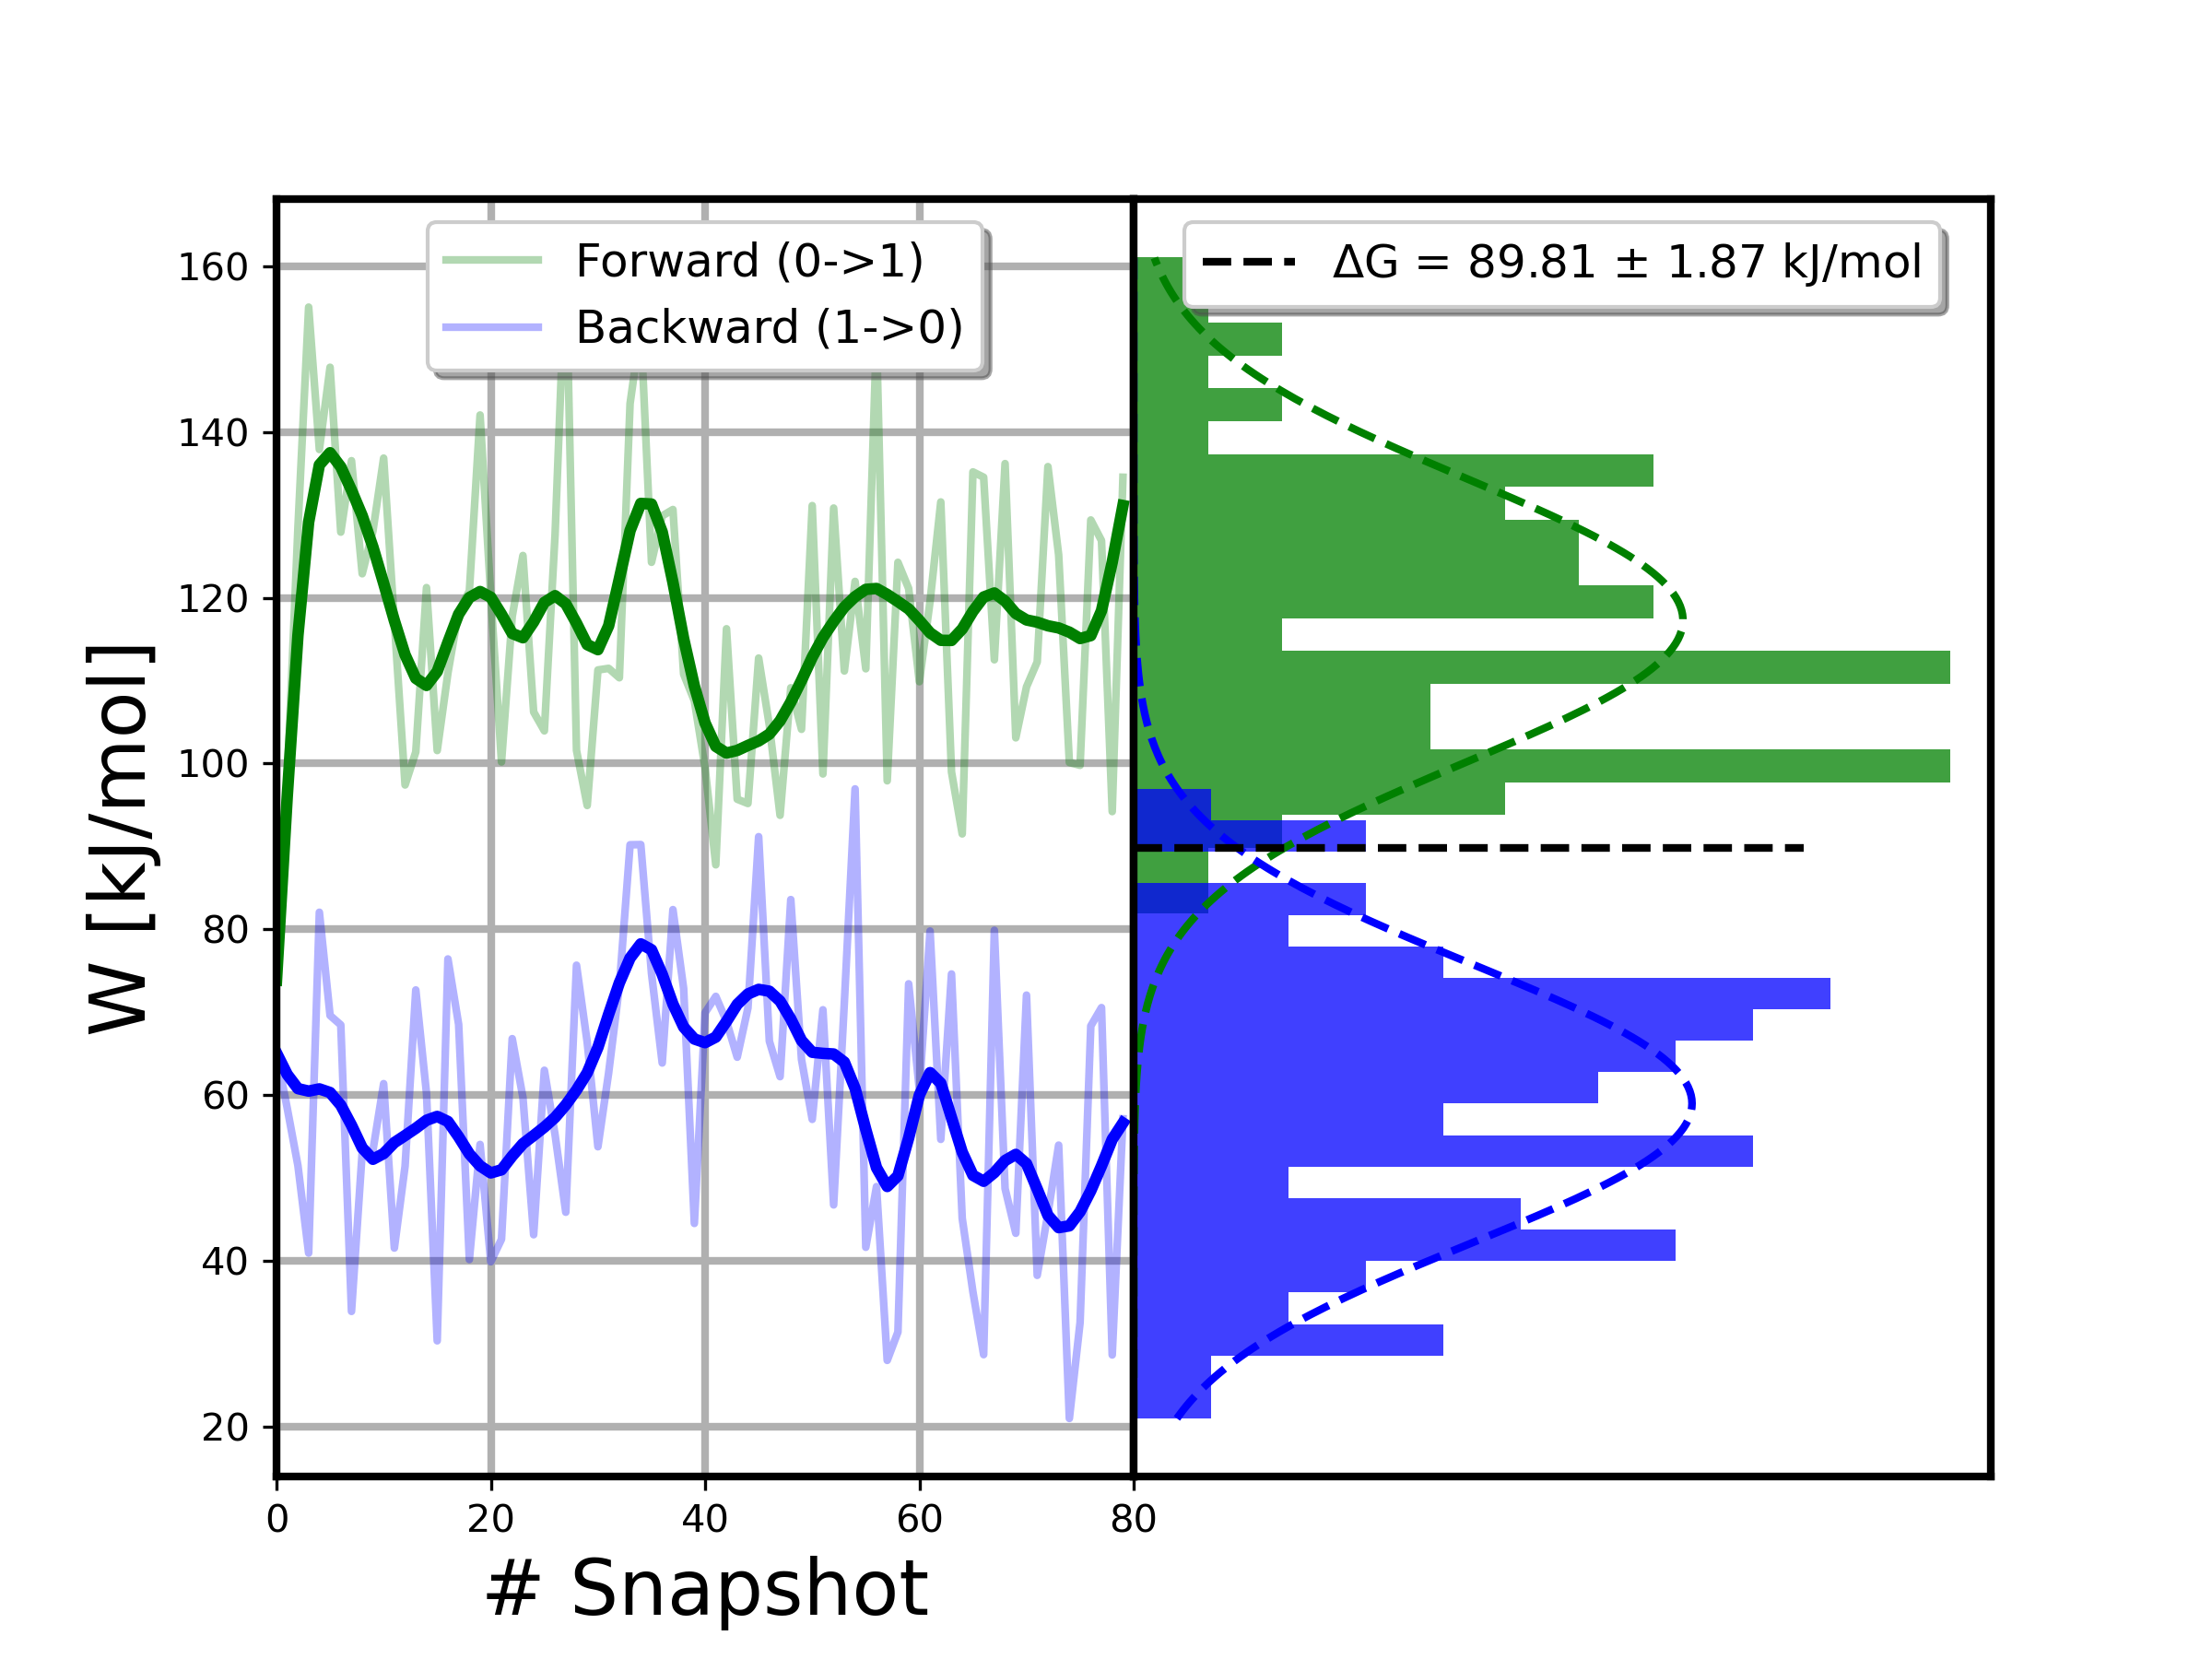 Forward (0->1)
Backward (1->0)
ΔG = 89.81 ± 1.87 kJ/mol
W [kJ/mol]
160
140
120
100
80
60
40
20
0
20
40
60
80
# Snapshot